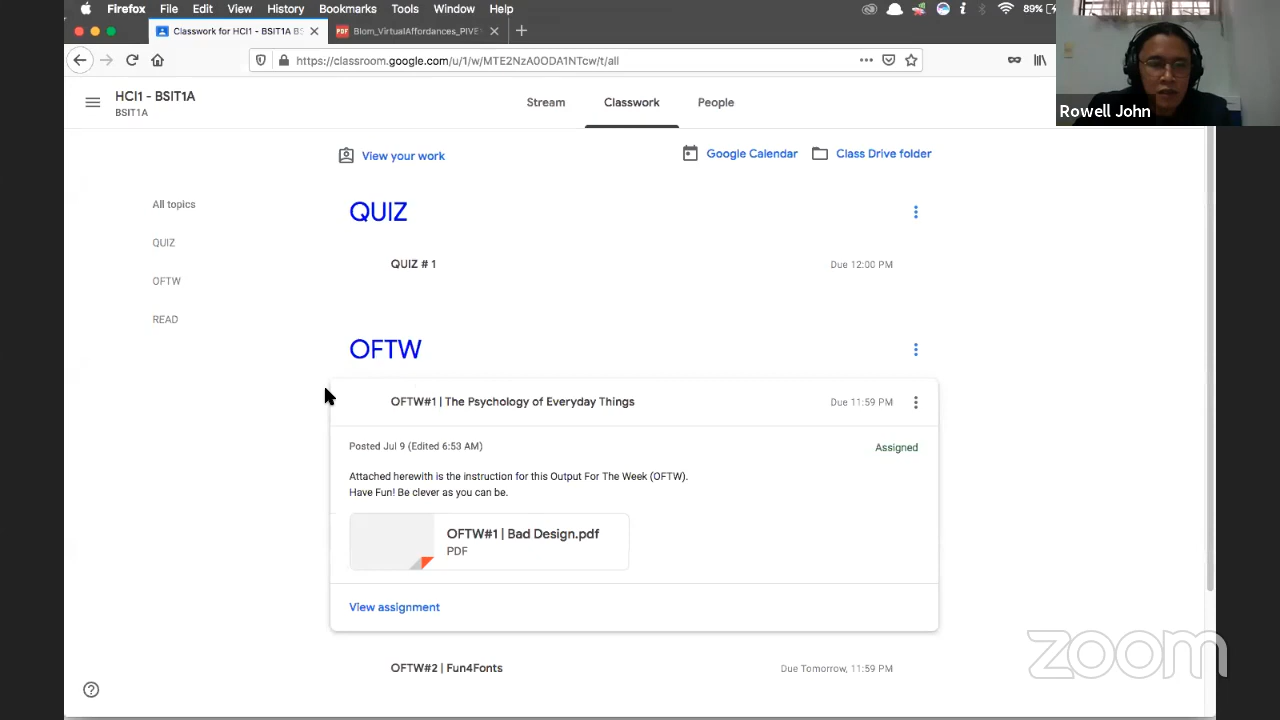 Firefox File Edit View History Bookmarks Tools Window Help 89%
Classwork for HCI1 - BSIT1A BS
PDF Blom_VirtualAffordances_PIVE
https://classroom.google.com/u/1/w/MTE2NzA0ODA1NTcw/t/all
Rowell John
HCI1 - BSIT1A
BSIT1A
Stream Classwork People
View your work Google Calendar Class Drive folder
All topics
QUIZ
OFTW
READ
QUIZ
QUIZ # 1 Due 12:00 PM
OFTW
OFTW#1 | The Psychology of Everyday Things Due 11:59 PM
Posted Jul 9 (Edited 6:53 AM) Assigned
Attached herewith is the instruction for this Output For The Week (OFTW).
Have Fun! Be clever as you can be.
OFTW#1 | Bad Design.pdf
PDF
View assignment
OFTW#2 | Fun4Fonts Due Tomorrow, 11:59 PM
zoom